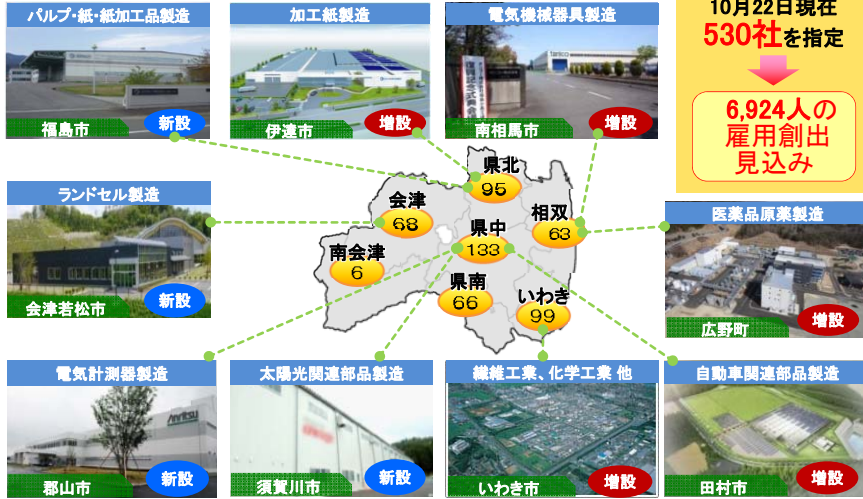 パルプ・紙・紙加工品製造
福島市
新設
加工紙製造
伊達市
増設
電気機械器具製造
南相馬市
増設
10月22日現在
530社を指定
6,924人の
雇用創出
見込み
ランドセル製造
会津若松市
新設
県北
95
会津
68
相双
63
県中
133
南会津
6
県南
66
いわき
99
医薬品原薬製造
広野町
増設
電気計測器製造
Anritsu
郡山市
新設
太陽光関連部品製造
須賀川市
新設
繊維工業、化学工業 他
いわき市
増設
自動車関連部品製造
田村市
増設